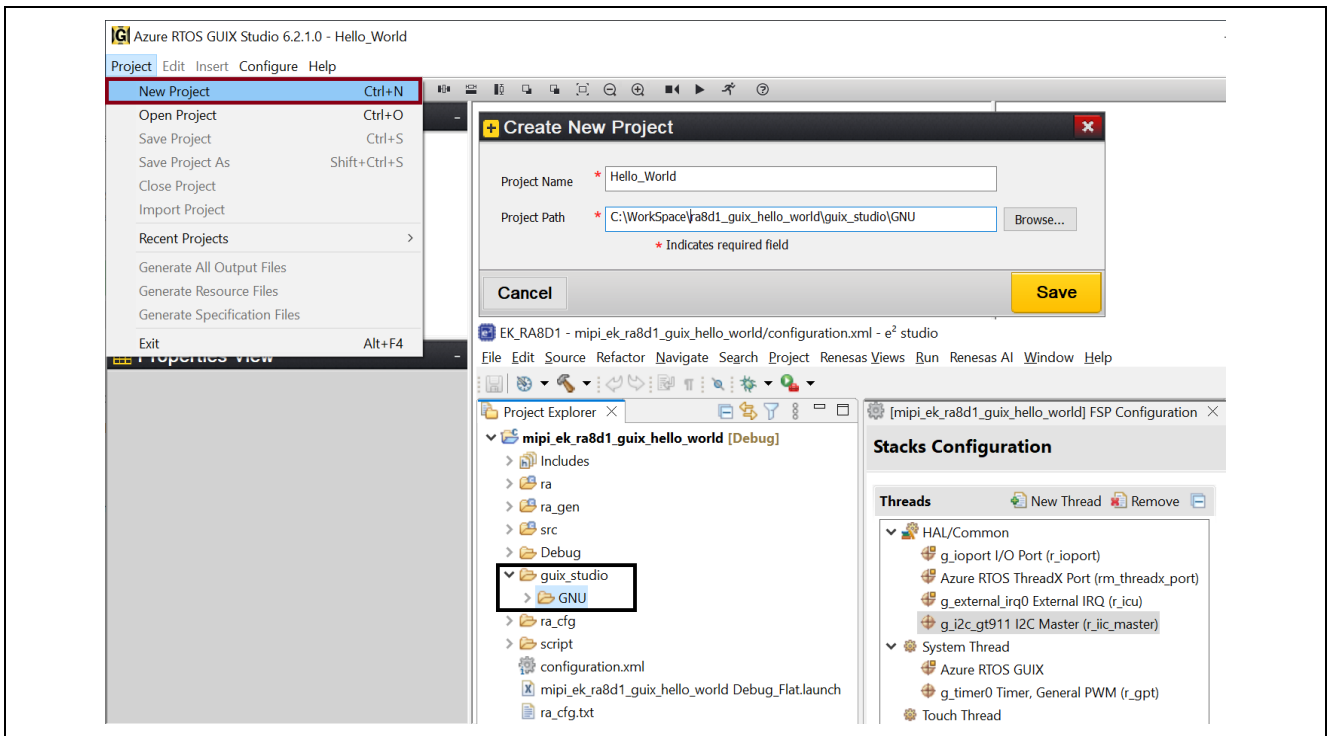 Azure RTOS GUIX Studio 6.2.1.0 - Hello_World
Project Edit Insert Configure Help
New Project Ctrl+N
Open Project Ctrl+O
Save Project Ctrl+S
Save Project As Shift+Ctrl+S
Close Project
Import Project
Recent Projects >
Generate All Output Files
Generate Resource Files
Generate Specification Files
Exit Alt+F4
Properties View
Create New Project
Project Name * Hello_World
Project Path * C:\WorkSpace\ra8d1_guix_hello_world\guix_studio\GNU Browse...
* Indicates required field
Cancel Save
EK_RA8D1 - mipi_ek_ra8d1_guix_hello_world/configuration.xml - e² studio
File Edit Source Refactor Navigate Search Project Renesas Views Run Renesas AI Window Help
Project Explorer
mipi_ek_ra8d1_guix_hello_world [Debug]
Includes
ra
ra_gen
src
Debug
guix_studio
GNU
ra_cfg
script
configuration.xml
mipi_ek_ra8d1_guix_hello_world Debug_Flat.launch
ra_cfg.txt
[mipi_ek_ra8d1_guix_hello_world] FSP Configuration
Stacks Configuration
Threads New Thread Remove
HAL/Common
g_ioport I/O Port (r_ioport)
Azure RTOS ThreadX Port (rm_threadx_port)
g_external_irq0 External IRQ (r_icu)
g_i2c_gt911 I2C Master (r_iic_master)
System Thread
Azure RTOS GUIX
g_timer0 Timer, General PWM (r_gpt)
Touch Thread